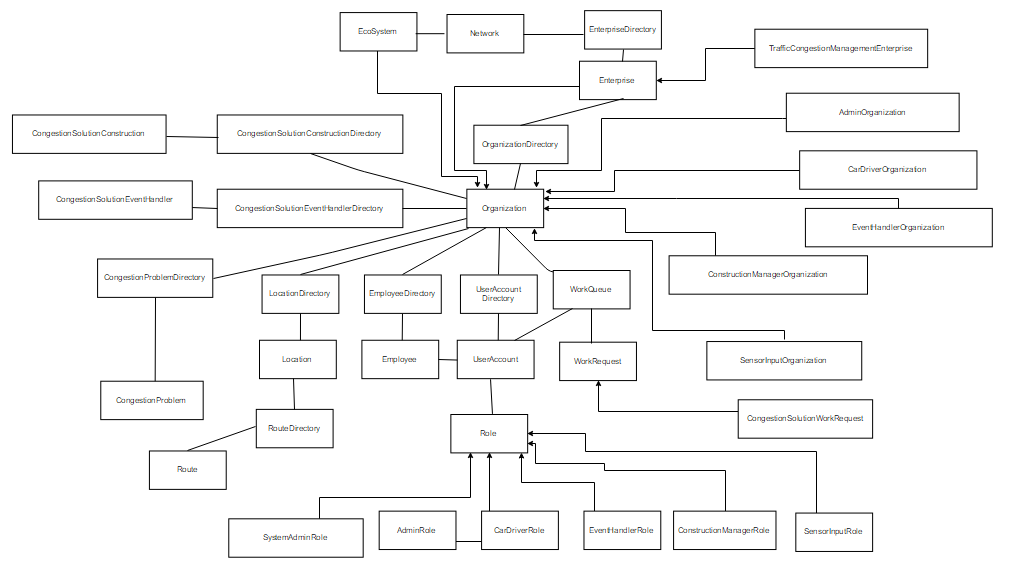 EcoSystem
Network
EnterpriseDirectory
TrafficCongestionManagementEnterprise
Enterprise
AdminOrganization
CongestionSolutionConstruction
CongestionSolutionConstructionDirectory
OrganizationDirectory
CarDriverOrganization
CongestionSolutionEventHandler
CongestionSolutionEventHandlerDirectory
Organization
EventHandlerOrganization
CongestionProblemDirectory
LocationDirectory
EmployeeDirectory
UserAccount
Directory
WorkQueue
ConstructionManagerOrganization
Location
Employee
UserAccount
WorkRequest
SensorInputOrganization
CongestionProblem
RouteDirectory
Role
CongestionSolutionWorkRequest
Route
SystemAdminRole
AdminRole
CarDriverRole
EventHandlerRole
ConstructionManagerRole
SensorInputRole